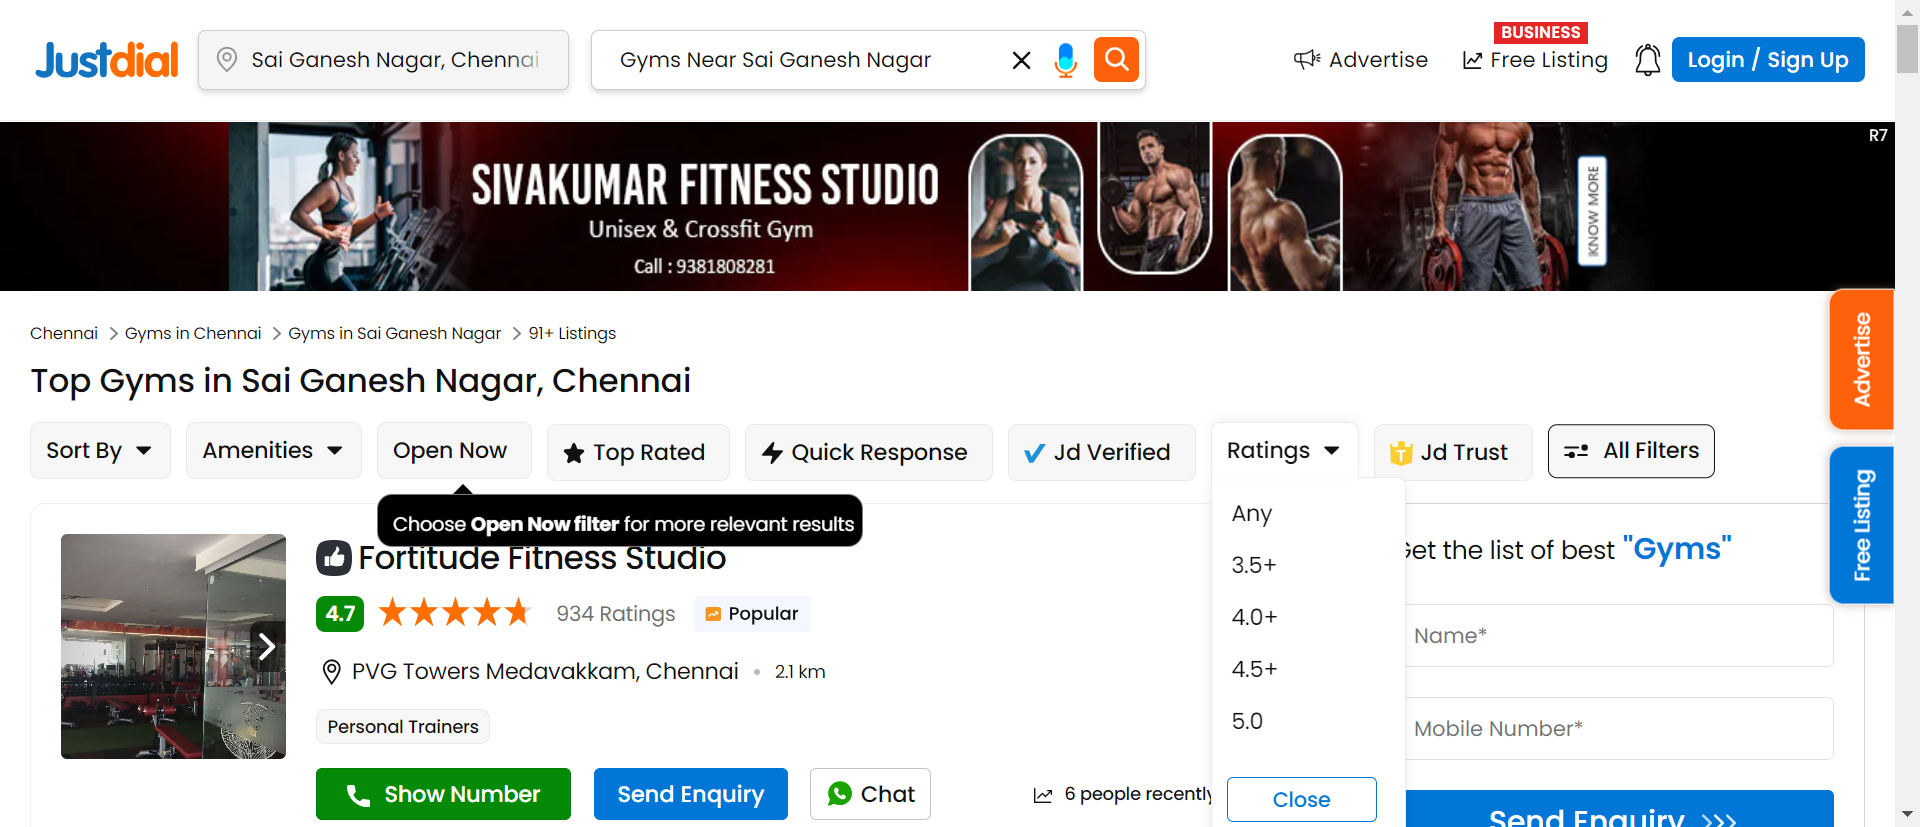 Justdial
Sai Ganesh Nagar, Chennai
Gyms Near Sai Ganesh Nagar
Advertise
BUSINESS
Free Listing
Login / Sign Up
SIVAKUMAR FITNESS STUDIO
Unisex & Crossfit Gym
Call : 9381808281
KNOW MORE
R7
Chennai > Gyms in Chennai > Gyms in Sai Ganesh Nagar > 91+ Listings
Top Gyms in Sai Ganesh Nagar, Chennai
Sort By
Amenities
Open Now
Top Rated
Quick Response
Jd Verified
Ratings
T
Jd Trust
All Filters
Choose Open Now filter for more relevant results
Fortitude Fitness Studio
4.7
934 Ratings
Popular
PVG Towers Medavakkam, Chennai • 2.1 km
Personal Trainers
Show Number
Send Enquiry
Chat
6 people recently
Any
3.5+
4.0+
4.5+
5.0
Close
Get the list of best "Gyms"
Name*
Mobile Number*
Send Enquiry
Advertise
Free Listing